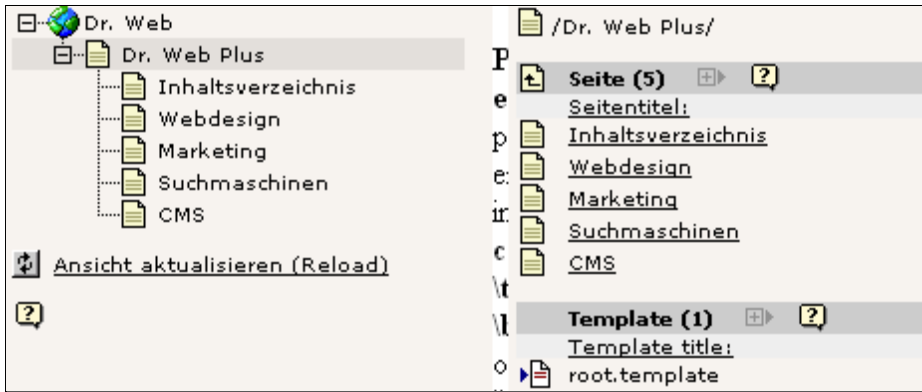 Dr. Web
Dr. Web Plus
Inhaltsverzeichnis
Webdesign
Marketing
Suchmaschinen
CMS
Ansicht aktualisieren (Reload)
/Dr. Web Plus/
Seite (5)
Seitentitel:
Inhaltsverzeichnis
Webdesign
Marketing
Suchmaschinen
CMS
Template (1)
Template title:
root.template